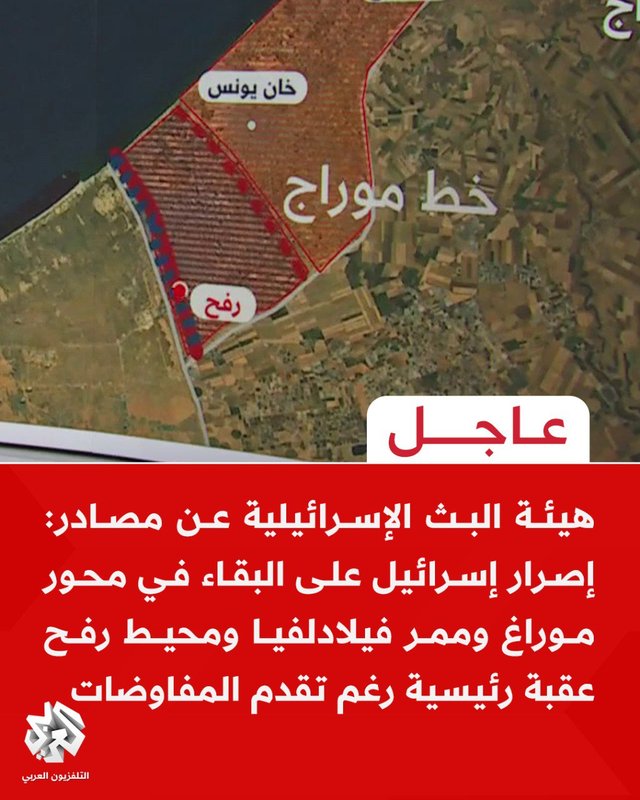 خان يونس
خط موراج
رفح
عاجل
هيئة البث الإسرائيلية عن مصادر:
إصرار إسرائيل على البقاء في محور
موراغ وممر فيلادلفيا ومحيط رفح
عقبة رئيسية رغم تقدم المفاوضات
التلفزيون العربي